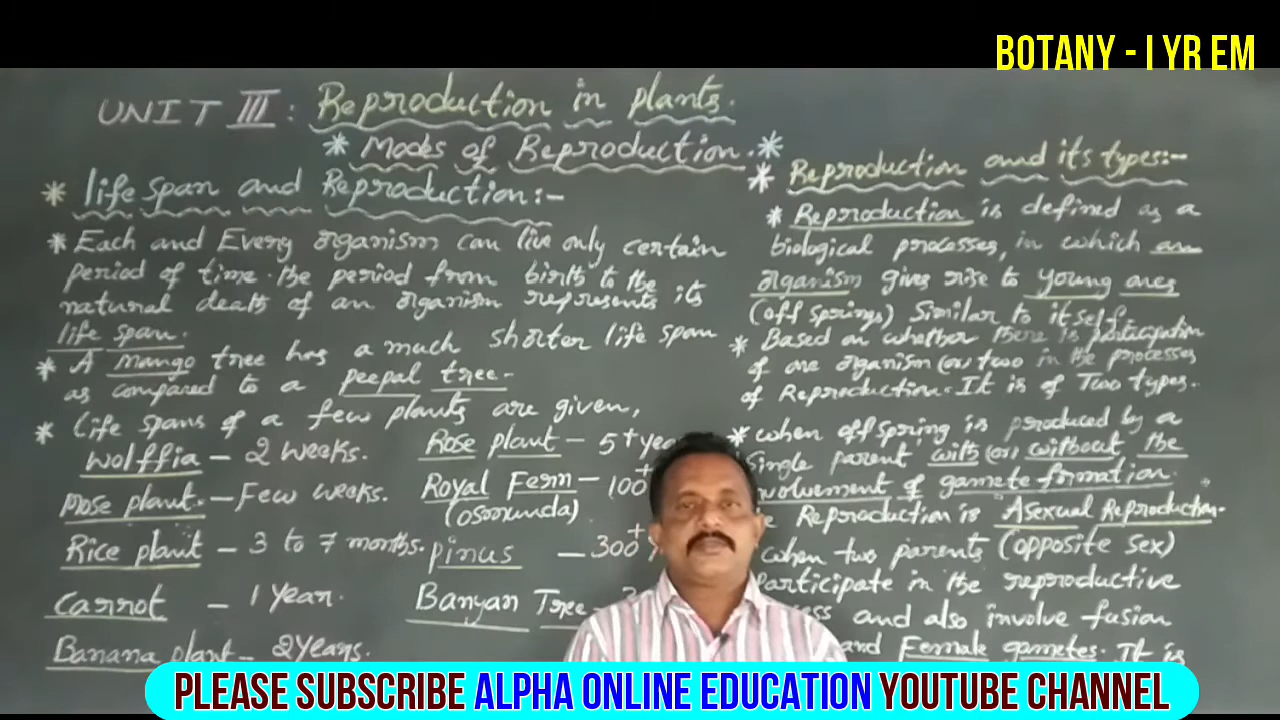 BOTANY - I YR EM
UNIT III : Reproduction in plants.
* Modes of Reproduction. *
* life span and Reproduction:-
* Each and Every organism can live only certain
period of time. the period from birth to the
natural death of an organism represents its
life span.
* A mango tree has a much shorter life span
as compared to a peepal tree.
* life spans of a few plants are given,
Wolffia - 2 weeks.
Mose plant. - Few weeks.
Rice plant - 3 to 7 months.
Carrot - 1 Year.
Banana plant - 2 Years.
Rose plant - 5+ yea
Royal Fern - 100+
(osmunda).
pinus - 300+
Banyan Tree -
* Reproduction and its types:-
* Reproduction is defined as a
biological processes, in which an
organism gives rise to young ones
(off springs) Similar to itself.
* Based on whether there is participation
of one organism (or) two in the processes
of Reproduction. It is of Two types.
* when offspring is produced by a
single parent with (or) without the
nvolvement of gamete formation.
e Reproduction is "Asexual Reproduction".
when two parents (opposite sex)
participate in the reproductive
ess and also involve fusion
and Female gametes. It is
PLEASE SUBSCRIBE ALPHA ONLINE EDUCATION YOUTUBE CHANNEL